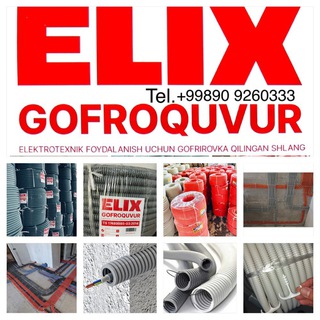 ELIX
Tel.+99890 9260333
GOFROQUVUR
ELEKTROTEXNIK FOYDALANISH UCHUN GOFRIROVKA QILINGAN SHLANG
ELIX
GOFROQUVUR